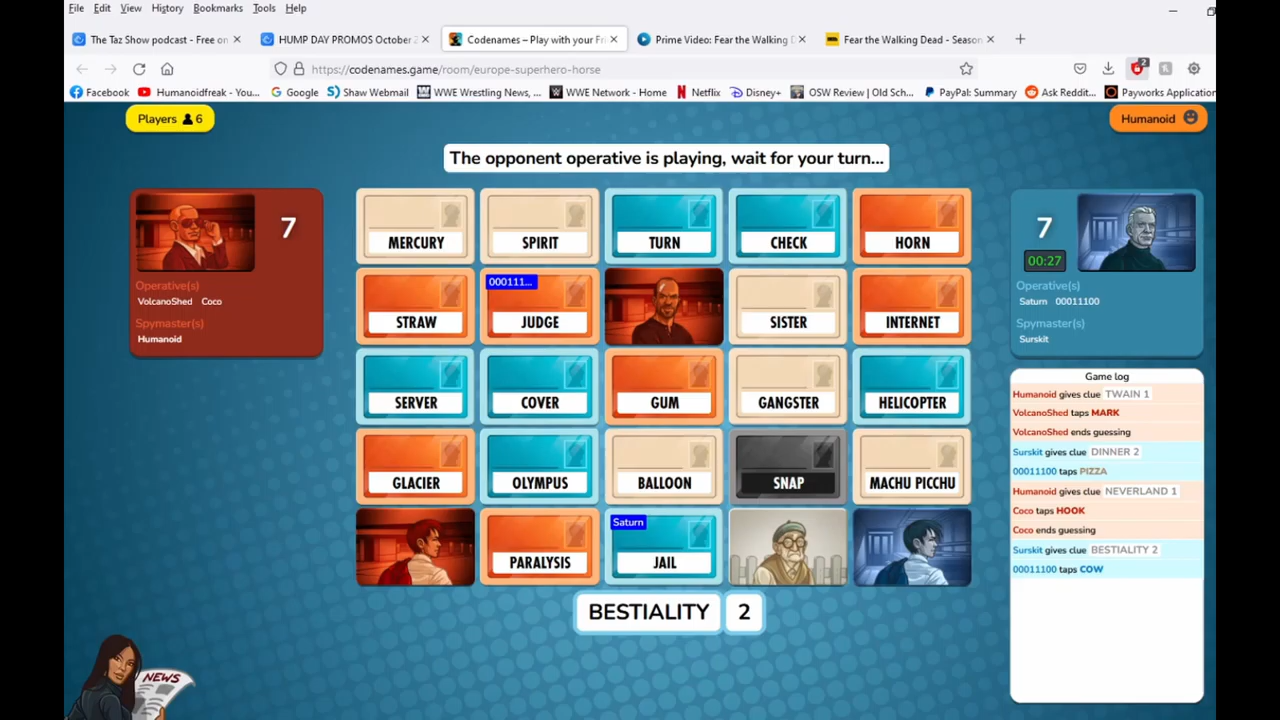 File Edit View History Bookmarks Tools Help
The Taz Show podcast - Free on HUMP DAY PROMOS October 2 Codenames – Play with your Fr Prime Video: Fear the Walking D Fear the Walking Dead - Season
https://codenames.game/room/europe-superhero-horse 2
Facebook Humanoidfreak - You... Google Shaw Webmail WWE Wrestling News, ... WWE Network - Home Netflix Disney+ OSW Review | Old Sch... PayPal: Summary Ask Reddit... Payworks Application
Players 6
Humanoid
The opponent operative is playing, wait for your turn...
7
Operative(s)
VolcanoShed Coco
Spymaster(s)
Humanoid
MERCURY SPIRIT TURN CHECK HORN
000111...
STRAW JUDGE SISTER INTERNET
SERVER COVER GUM GANGSTER HELICOPTER
GLACIER OLYMPUS BALLOON SNAP MACHU PICCHU
Saturn
PARALYSIS JAIL
BESTIALITY 2
7
00:27
Operative(s)
Saturn 00011100
Spymaster(s)
Surskit
Game log
Humanoid gives clue TWAIN 1
VolcanoShed taps MARK
VolcanoShed ends guessing
Surskit gives clue DINNER 2
00011100 taps PIZZA
Humanoid gives clue NEVERLAND 1
Coco taps HOOK
Coco ends guessing
Surskit gives clue BESTIALITY 2
00011100 taps COW
NEWS